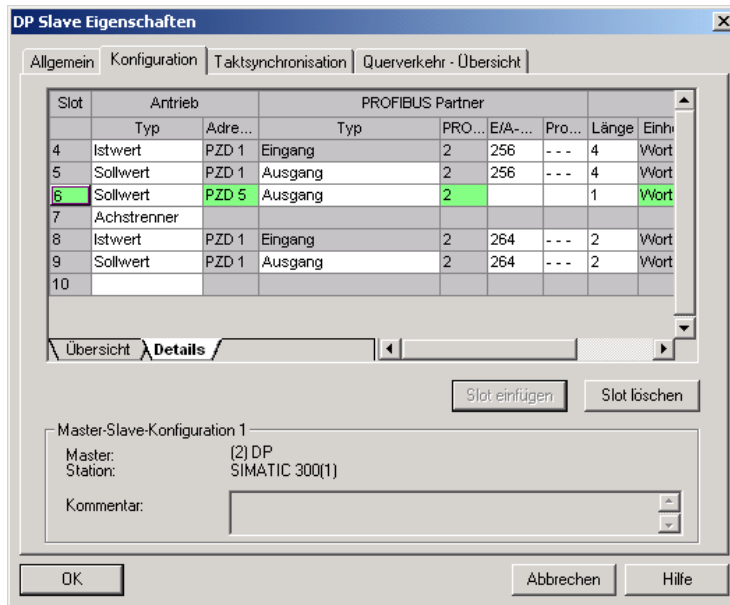 DP Slave Eigenschaften
Allgemein Konfiguration Taktsynchronisation Querverkehr - Übersicht
Slot Antrieb PROFIBUS Partner
Typ Adre... Typ PRO... E/A-... Pro... Länge Einh
4 Istwert PZD 1 Eingang 2 256 - - - 4 Wort
5 Sollwert PZD 1 Ausgang 2 256 - - - 4 Wort
6 Sollwert PZD 5 Ausgang 2 1 Wort
7 Achstrenner
8 Istwert PZD 1 Eingang 2 264 - - - 2 Wort
9 Sollwert PZD 1 Ausgang 2 264 - - - 2 Wort
10
Übersicht Details
Slot einfügen Slot löschen
Master-Slave-Konfiguration 1
Master: (2) DP
Station: SIMATIC 300(1)
Kommentar:
OK Abbrechen Hilfe